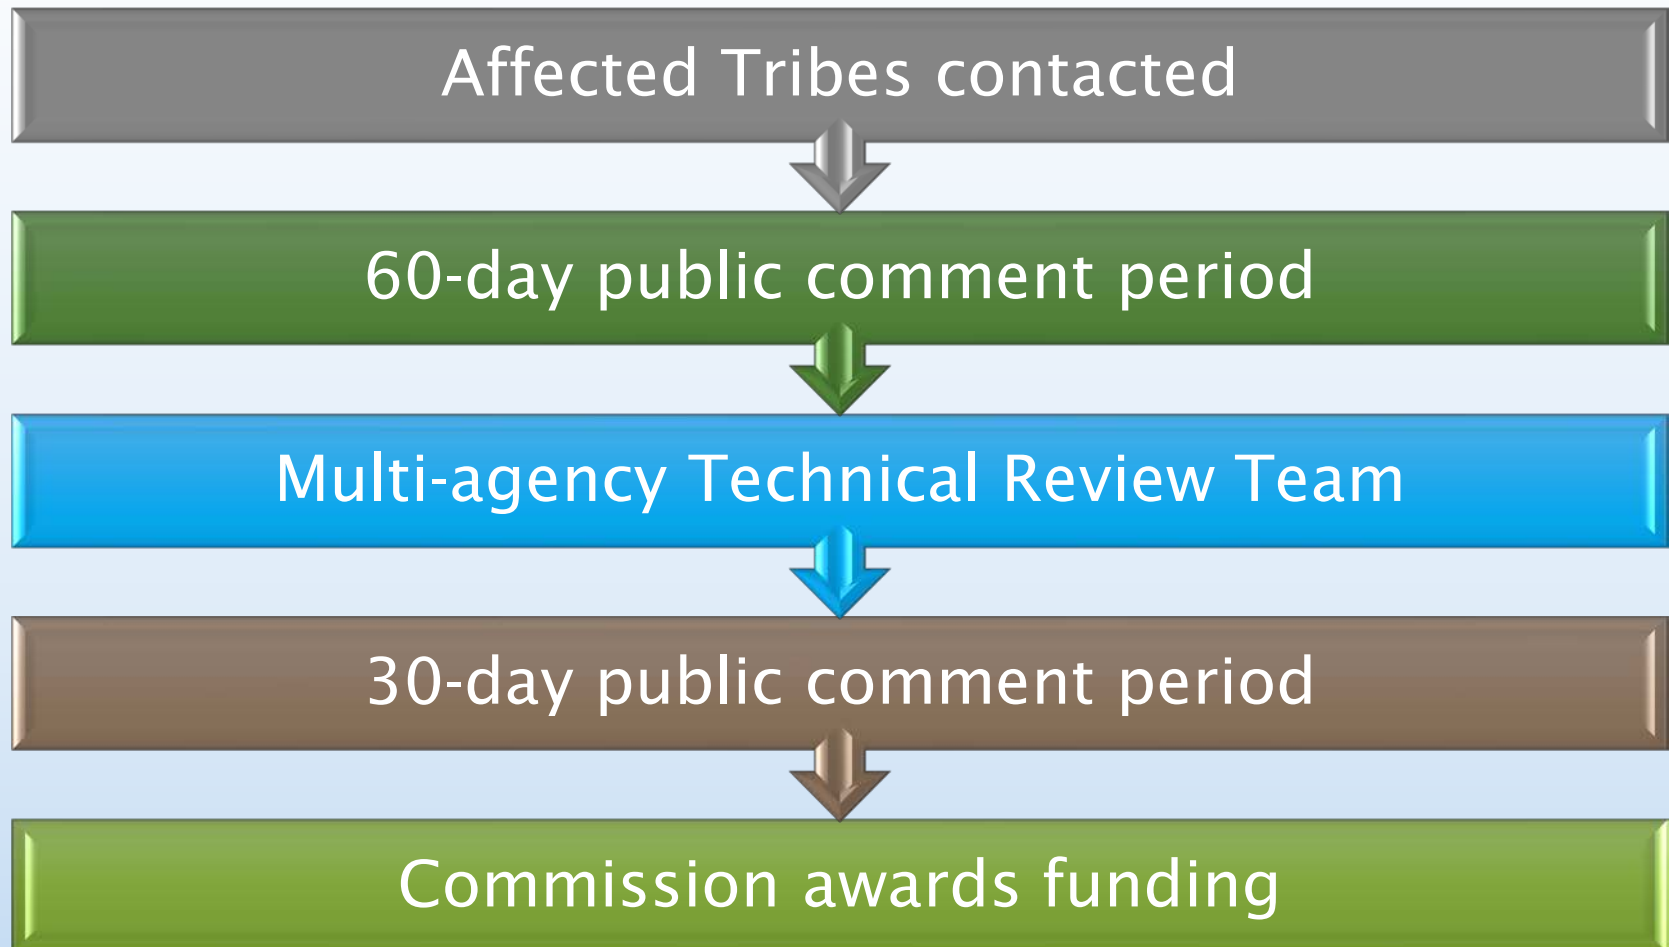 Affected Tribes contacted
60-day public comment period
Multi-agency Technical Review Team
30-day public comment period
Commission awards funding